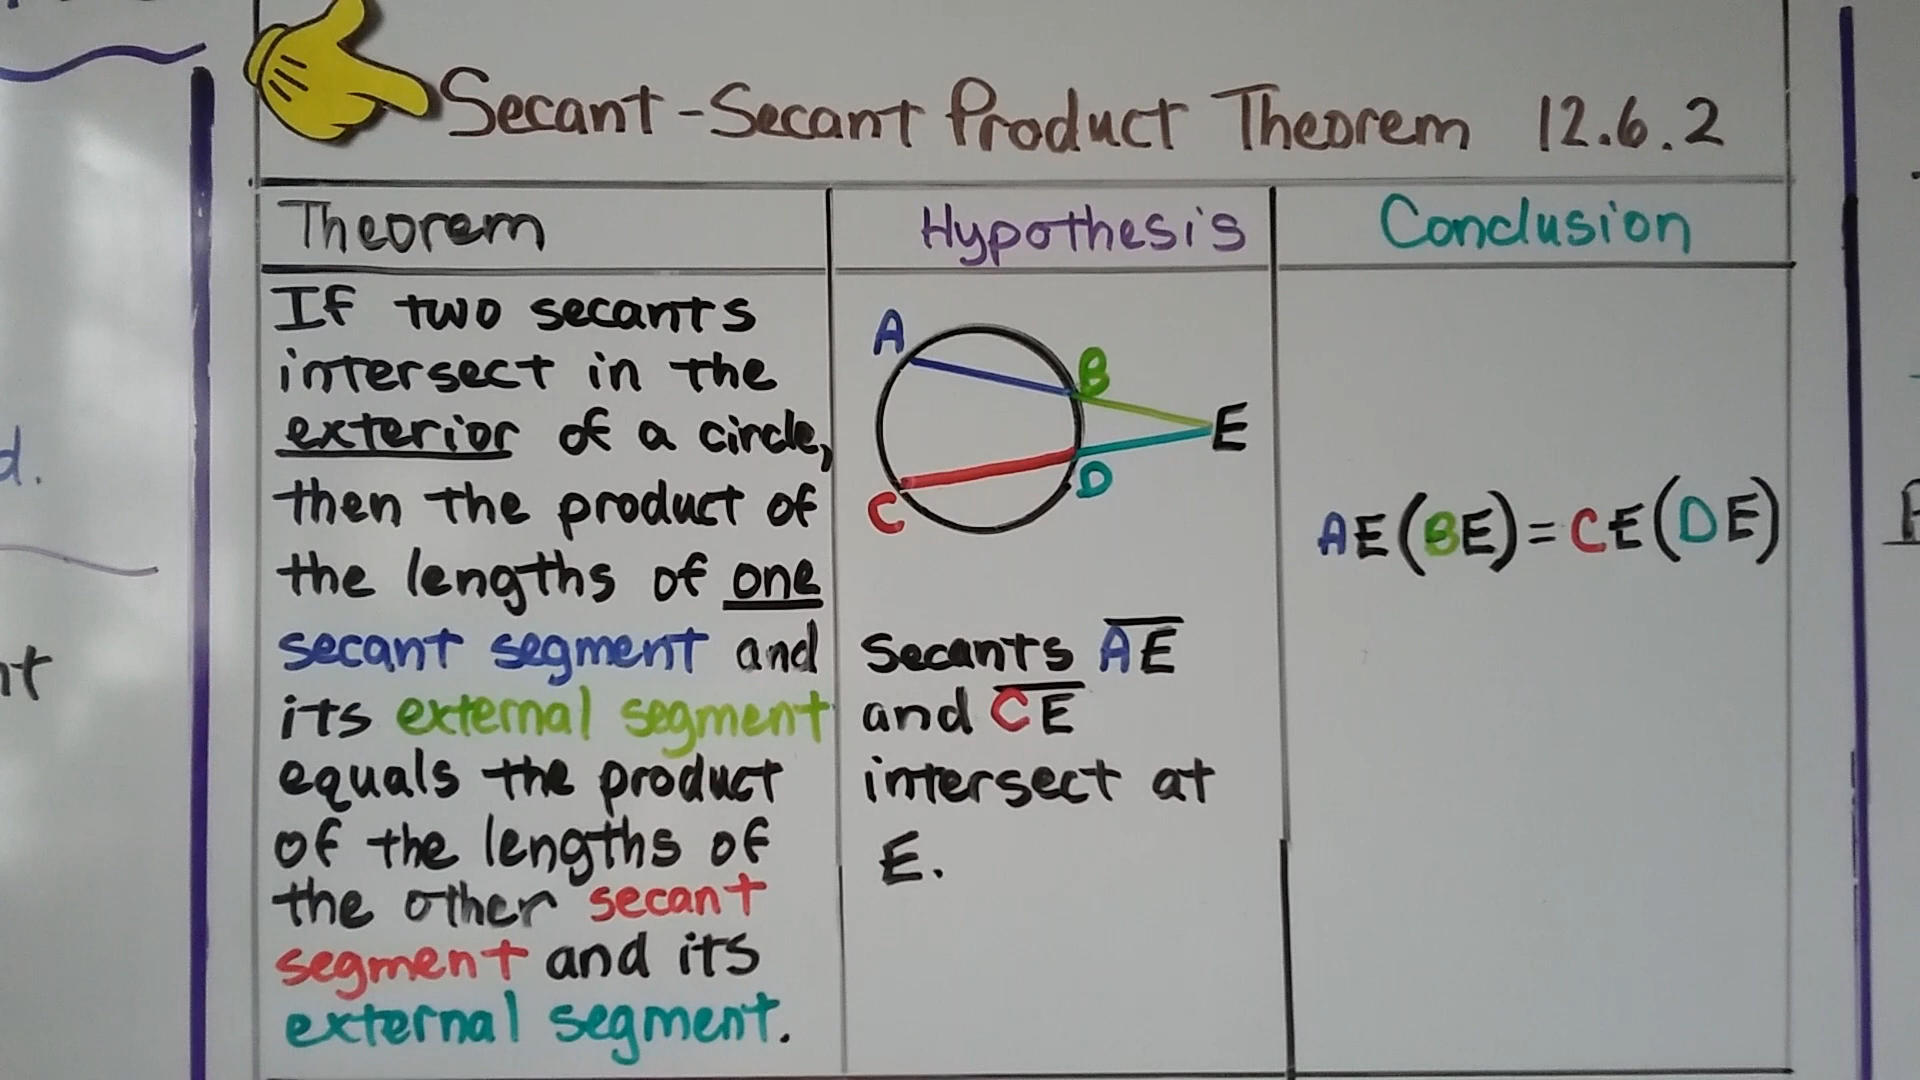 Secant-Secant Product Theorem 12.6.2
Theorem
Hypothesis
Conclusion
If two secants
intersect in the
exterior of a circle,
then the product of
the lengths of one
secant segment and
its external segment
equals the product
of the lengths of
the other secant
segment and its
external segment.
A
B
E
C
D
Secants AE
and CE
intersect at
E.
AE(BE)=CE(DE)
d.